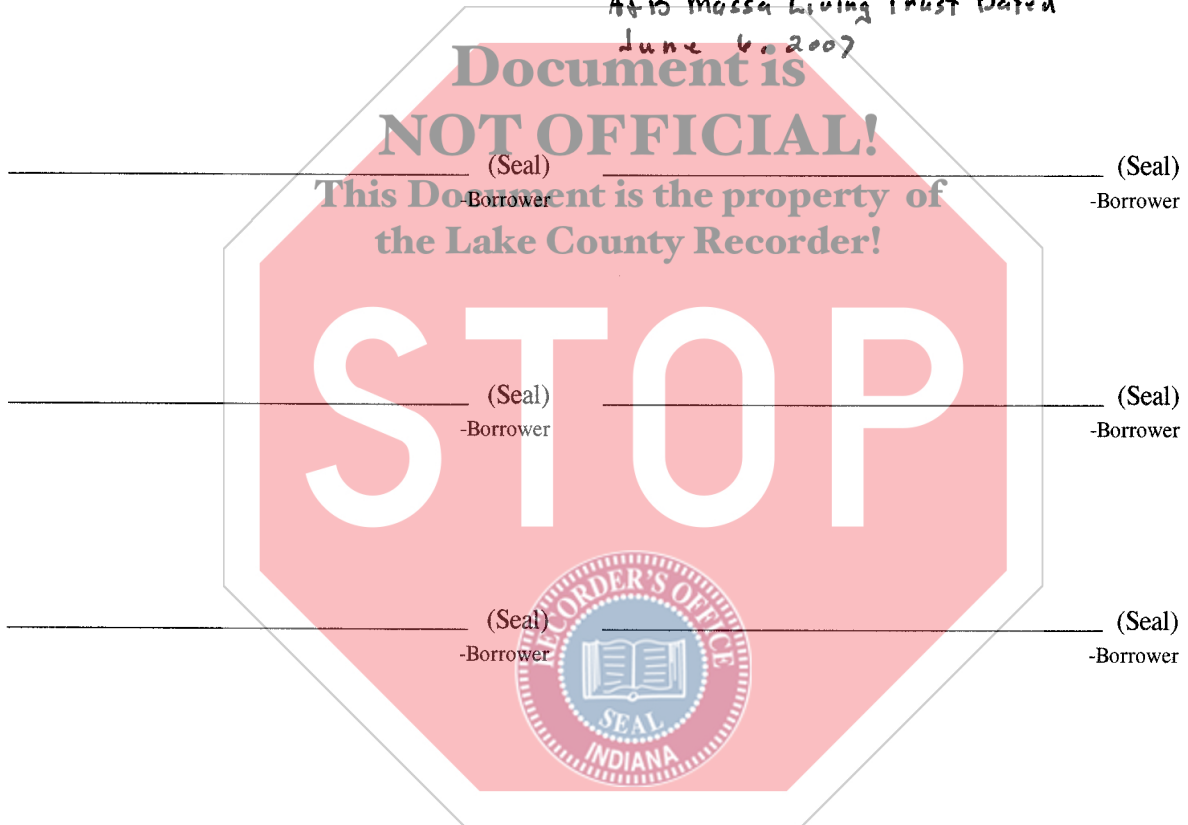 A&B Massa Living Trust Dated
June 6, 2007
Document is
NOT OFFICIAL!
(Seal) (Seal)
This Document is the property of
-Borrower -Borrower
the Lake County Recorder!
STOP
(Seal) (Seal)
-Borrower -Borrower
(Seal) (Seal)
-Borrower -Borrower
RECORDER'S OFFICE
SEAL
INDIANA